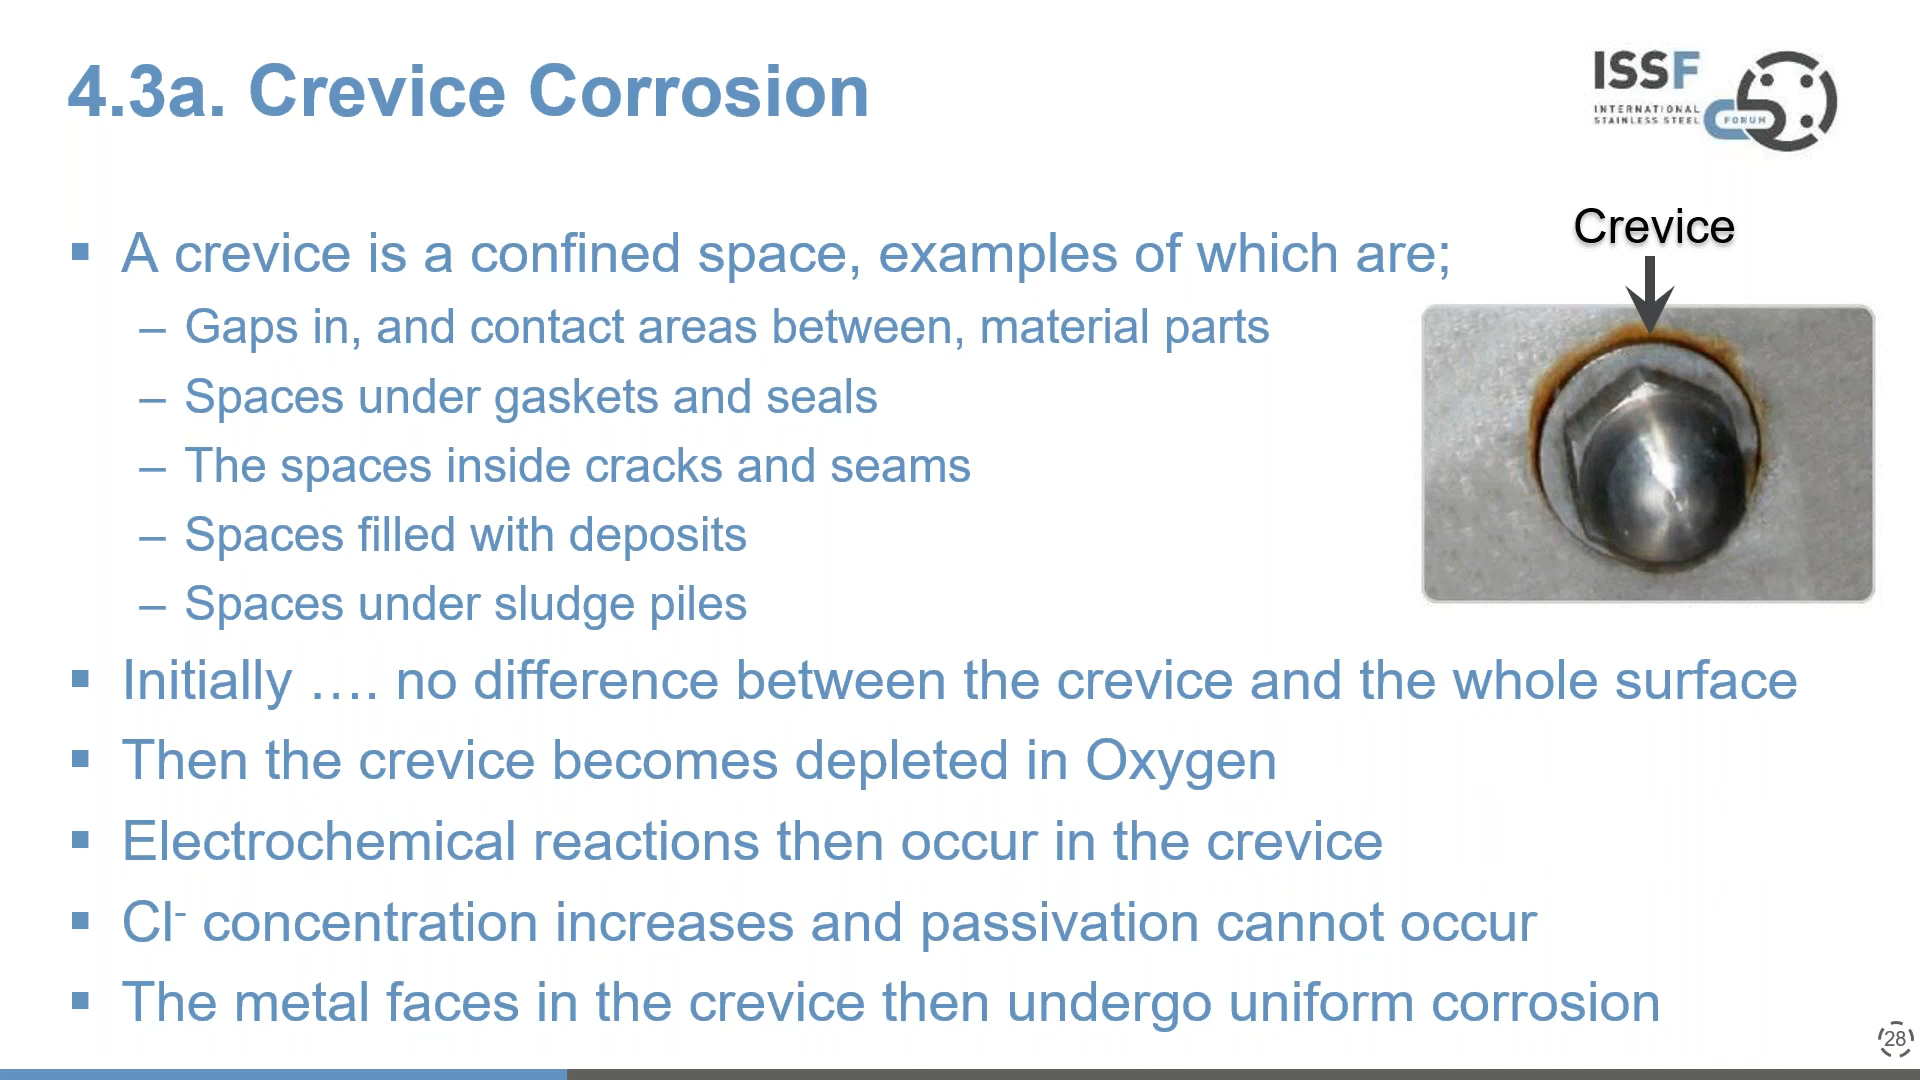 4.3a. Crevice Corrosion
ISSF
INTERNATIONAL
STAINLESS STEEL
FORUM
Crevice
▪ A crevice is a confined space, examples of which are;
– Gaps in, and contact areas between, material parts
– Spaces under gaskets and seals
– The spaces inside cracks and seams
– Spaces filled with deposits
– Spaces under sludge piles
▪ Initially …. no difference between the crevice and the whole surface
▪ Then the crevice becomes depleted in Oxygen
▪ Electrochemical reactions then occur in the crevice
▪ Cl⁻ concentration increases and passivation cannot occur
▪ The metal faces in the crevice then undergo uniform corrosion
28